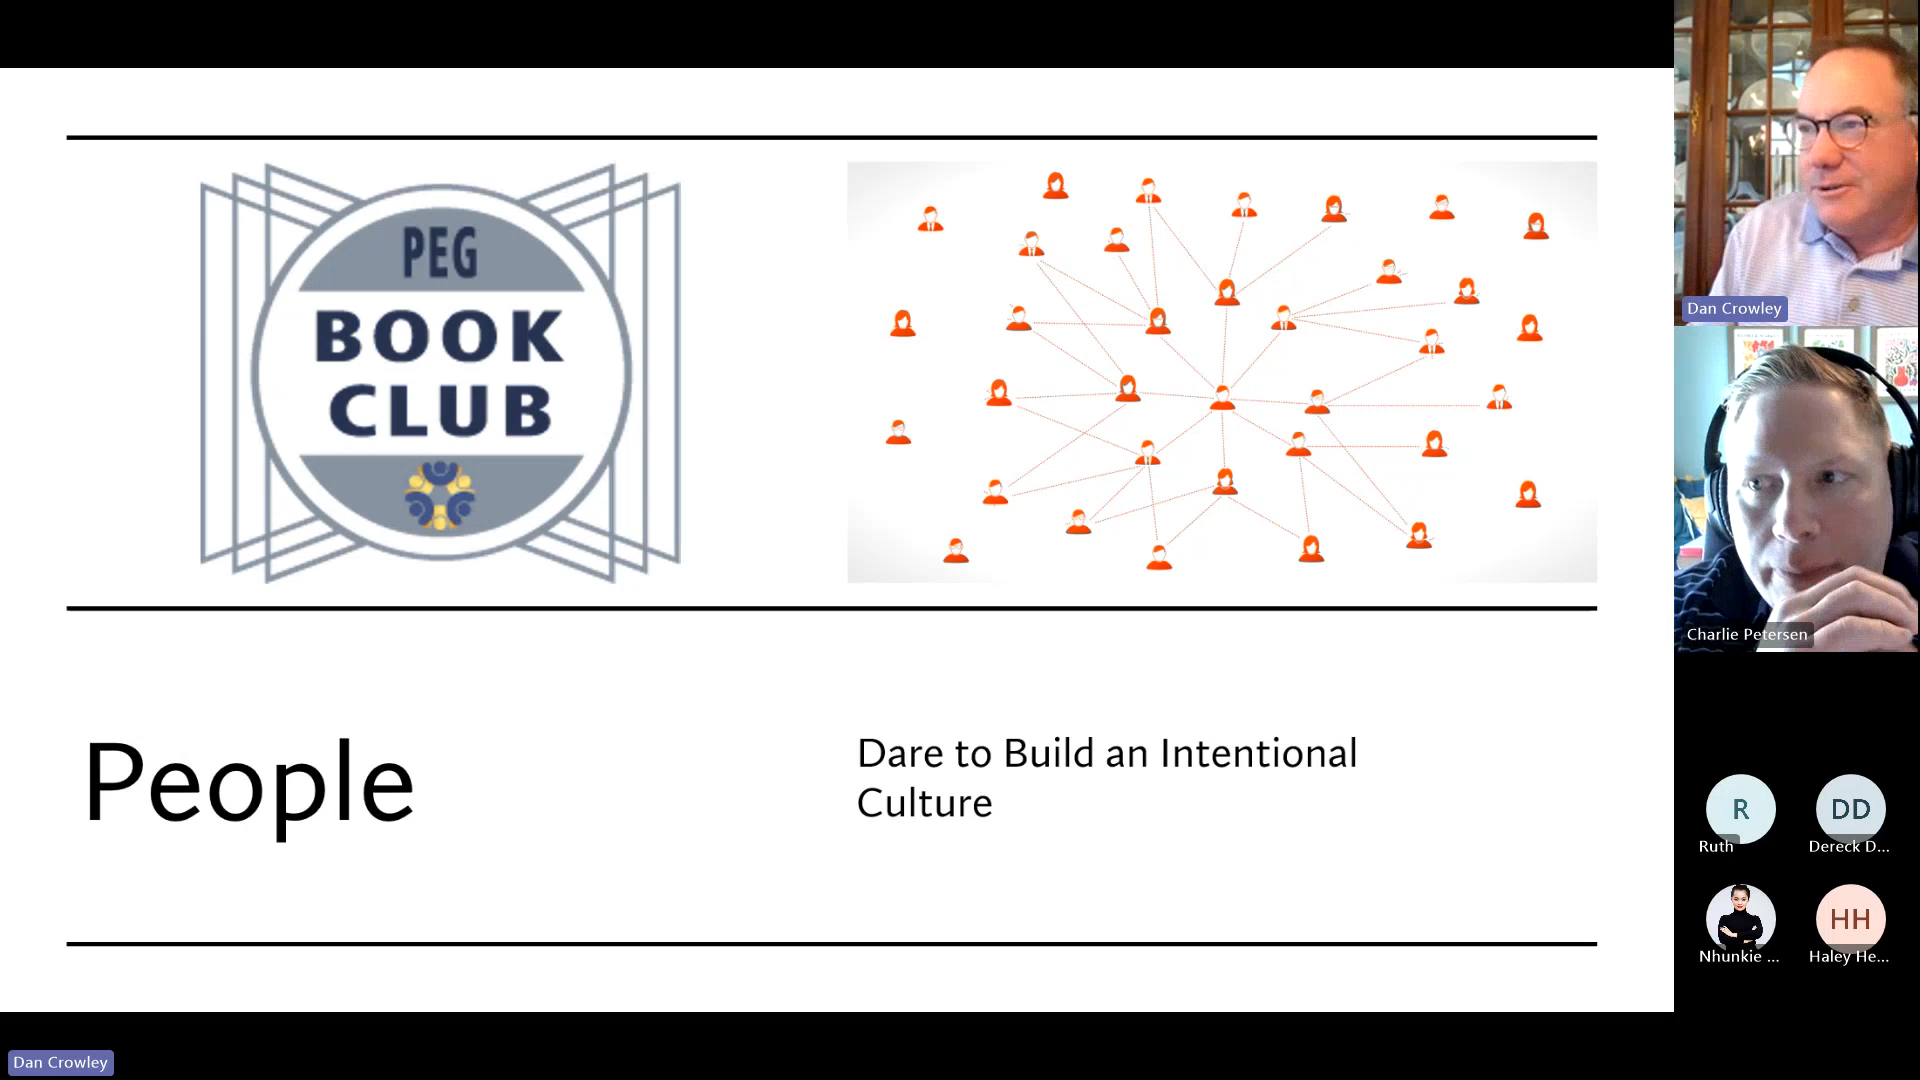 PEG
BOOK
CLUB
People
Dare to Build an Intentional
Culture
Dan Crowley
Charlie Petersen
R
Ruth
DD
Dereck D...
Nhunkie ...
HH
Haley He...
Dan Crowley